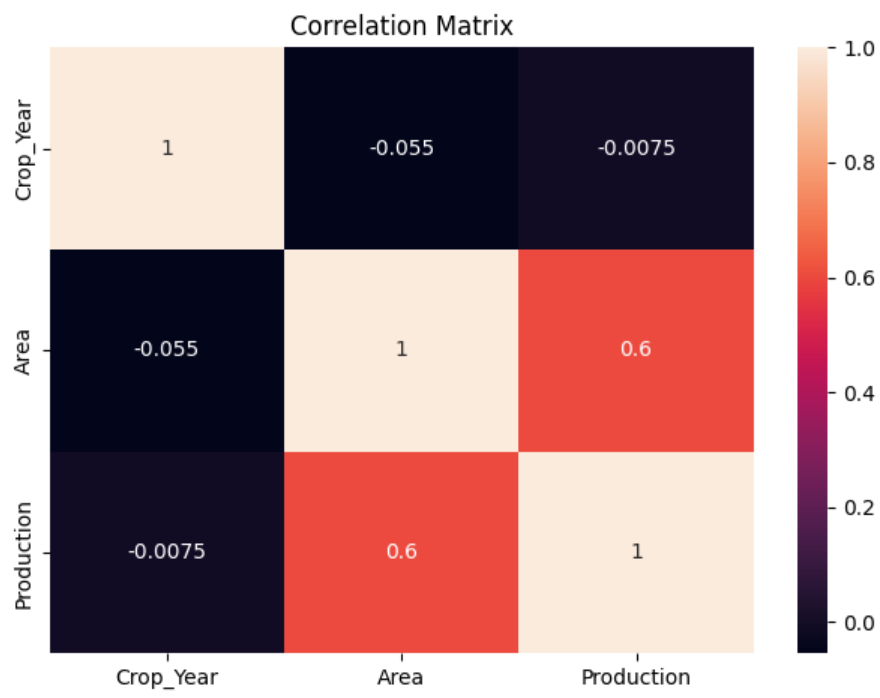 Correlation Matrix
Crop_Year
1
-0.055
-0.0075
Area
-0.055
1
0.6
Production
-0.0075
0.6
1
Crop_Year
Area
Production
1.0
0.8
0.6
0.4
0.2
0.0